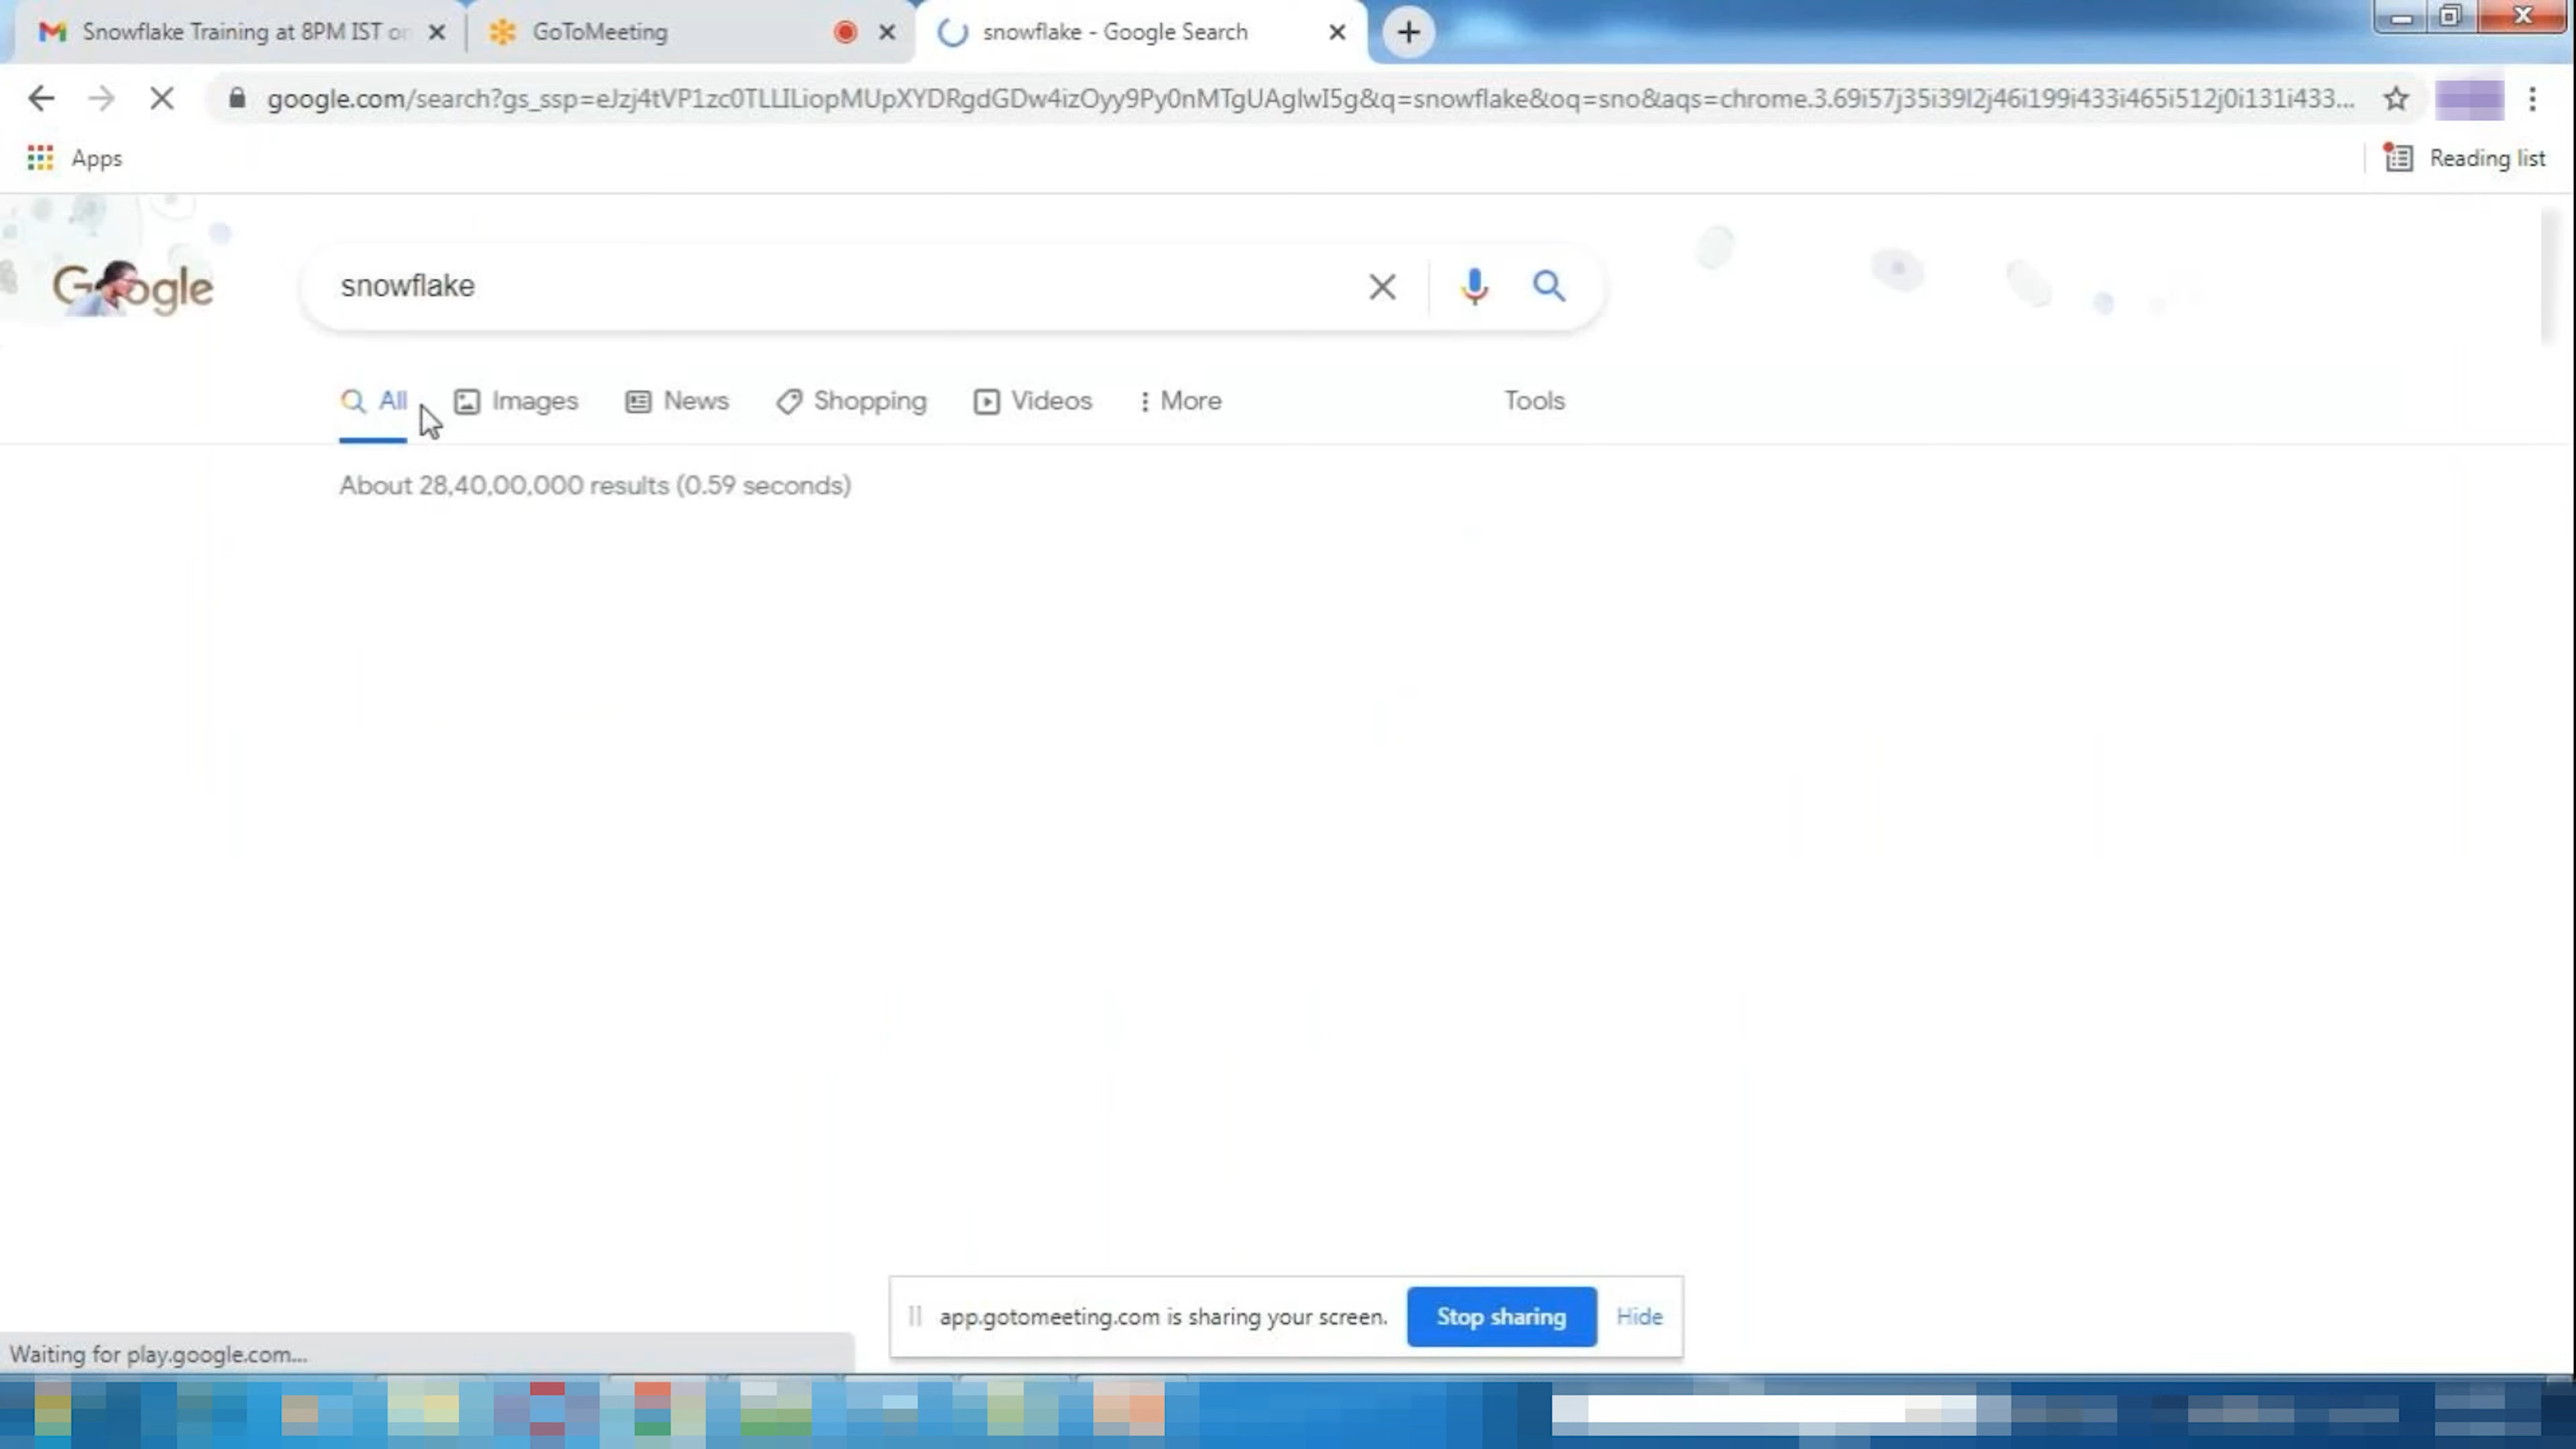 Snowflake Training at 8PM IST on
GoToMeeting
snowflake - Google Search
google.com/search?gs_ssp=eJzj4tVP1zc0TLLILiopMUpXYDRgdGDw4izOyy9Py0nMTgUAglwI5g&q=snowflake&oq=sno&aqs=chrome.3.69i57j35i39l2j46i199i433i465i512j0i131i433...
Apps
Reading list
Google
snowflake
All
Images
News
Shopping
Videos
More
Tools
About 28,40,00,000 results (0.59 seconds)
app.gotomeeting.com is sharing your screen.
Stop sharing
Hide
Waiting for play.google.com...